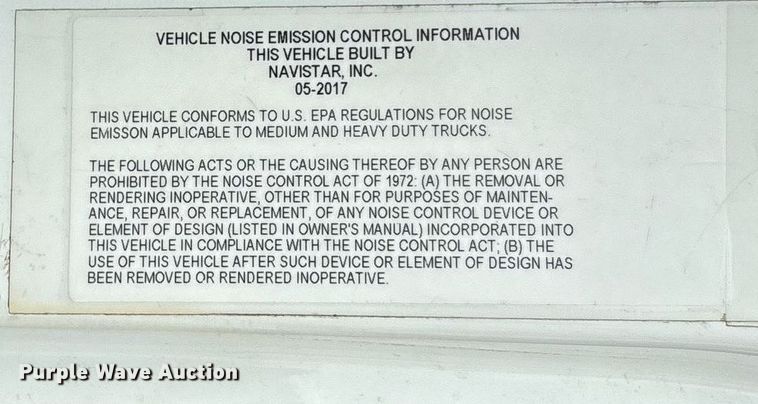 VEHICLE NOISE EMISSION CONTROL INFORMATION
THIS VEHICLE BUILT BY
NAVISTAR, INC.
05-2017
THIS VEHICLE CONFORMS TO U.S. EPA REGULATIONS FOR NOISE
EMISSON APPLICABLE TO MEDIUM AND HEAVY DUTY TRUCKS.
THE FOLLOWING ACTS OR THE CAUSING THEREOF BY ANY PERSON ARE
PROHIBITED BY THE NOISE CONTROL ACT OF 1972: (A) THE REMOVAL OR
RENDERING INOPERATIVE, OTHER THAN FOR PURPOSES OF MAINTEN-
ANCE, REPAIR, OR REPLACEMENT, OF ANY NOISE CONTROL DEVICE OR
ELEMENT OF DESIGN (LISTED IN OWNER'S MANUAL) INCORPORATED INTO
THIS VEHICLE IN COMPLIANCE WITH THE NOISE CONTROL ACT; (B) THE
USE OF THIS VEHICLE AFTER SUCH DEVICE OR ELEMENT OF DESIGN HAS
BEEN REMOVED OR RENDERED INOPERATIVE.
Purple Wave Auction